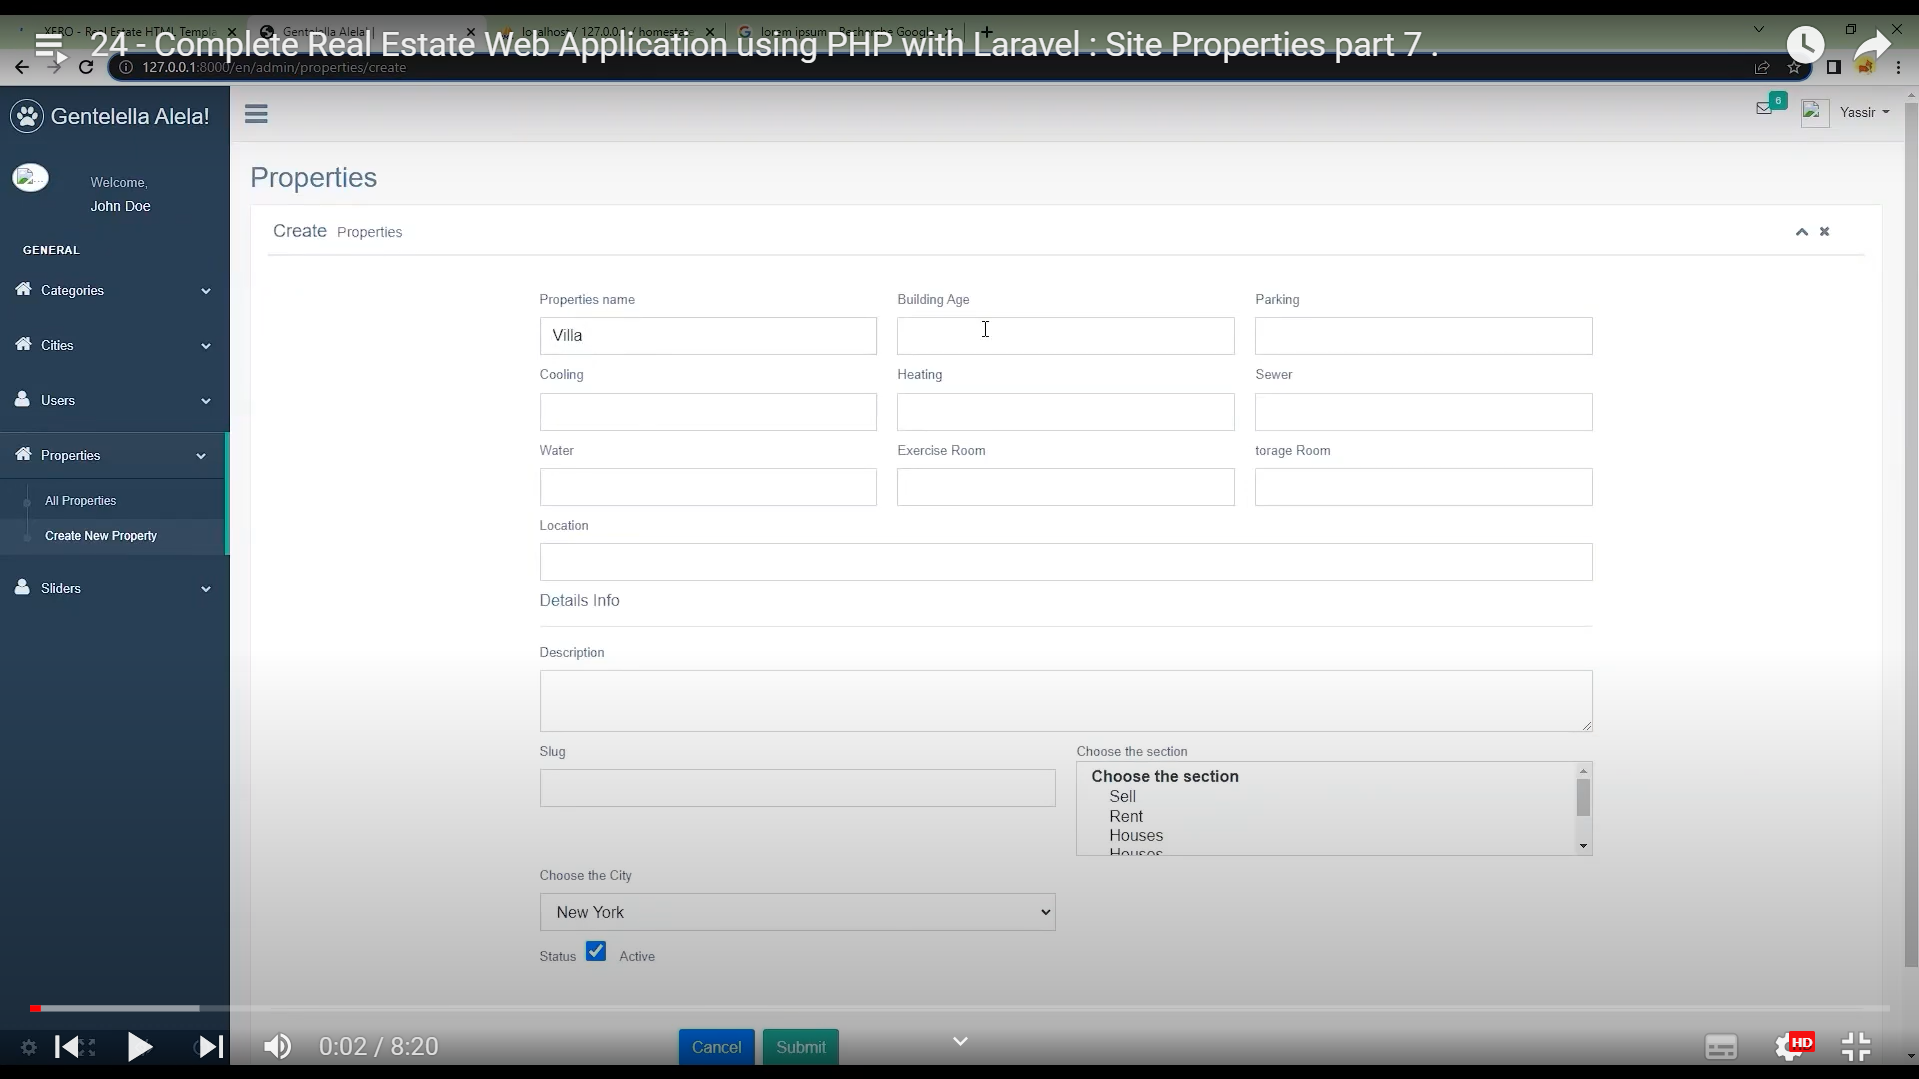 XERO - Real Estate HTML Templa
Gentelella Alela! |
localhost / 127.0.0.1 / homestate
lorem ipsum - Recherche Google
24 - Complete Real Estate Web Application using PHP with Laravel : Site Properties part 7 .
127.0.0.1:8000/en/admin/properties/create
Gentelella Alela!
6
Yassir
Welcome,
John Doe
GENERAL
Categories
Cities
Users
Properties
All Properties
Create New Property
Sliders
Properties
Create Properties
Properties name
Building Age
Parking
Villa
Cooling
Heating
Sewer
Water
Exercise Room
torage Room
Location
Details Info
Description
Slug
Choose the section
Choose the section
Sell
Rent
Houses
Houses
Choose the City
New York
Status
Active
0:02 / 8:20
Cancel
Submit
HD